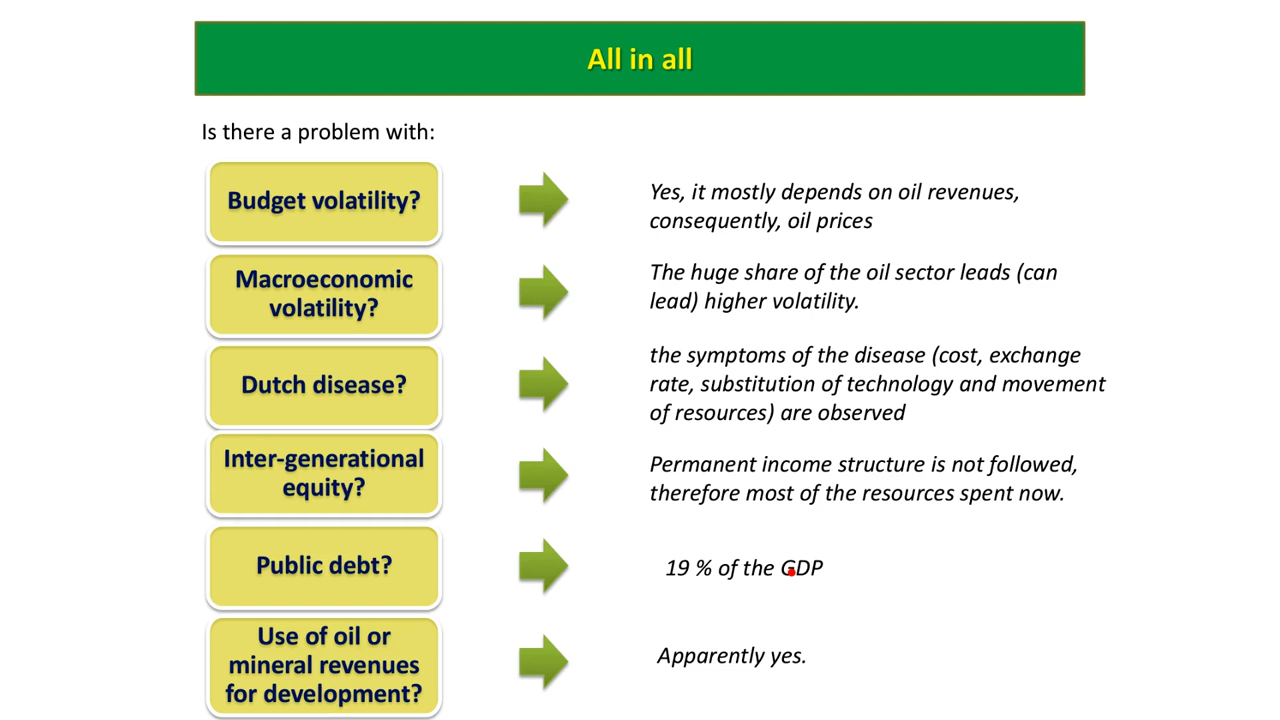 All in all
Is there a problem with:
Budget volatility?
Yes, it mostly depends on oil revenues,
consequently, oil prices
Macroeconomic
volatility?
The huge share of the oil sector leads (can
lead) higher volatility.
Dutch disease?
the symptoms of the disease (cost, exchange
rate, substitution of technology and movement
of resources) are observed
Inter-generational
equity?
Permanent income structure is not followed,
therefore most of the resources spent now.
Public debt?
19 % of the GDP
Use of oil or
mineral revenues
for development?
Apparently yes.